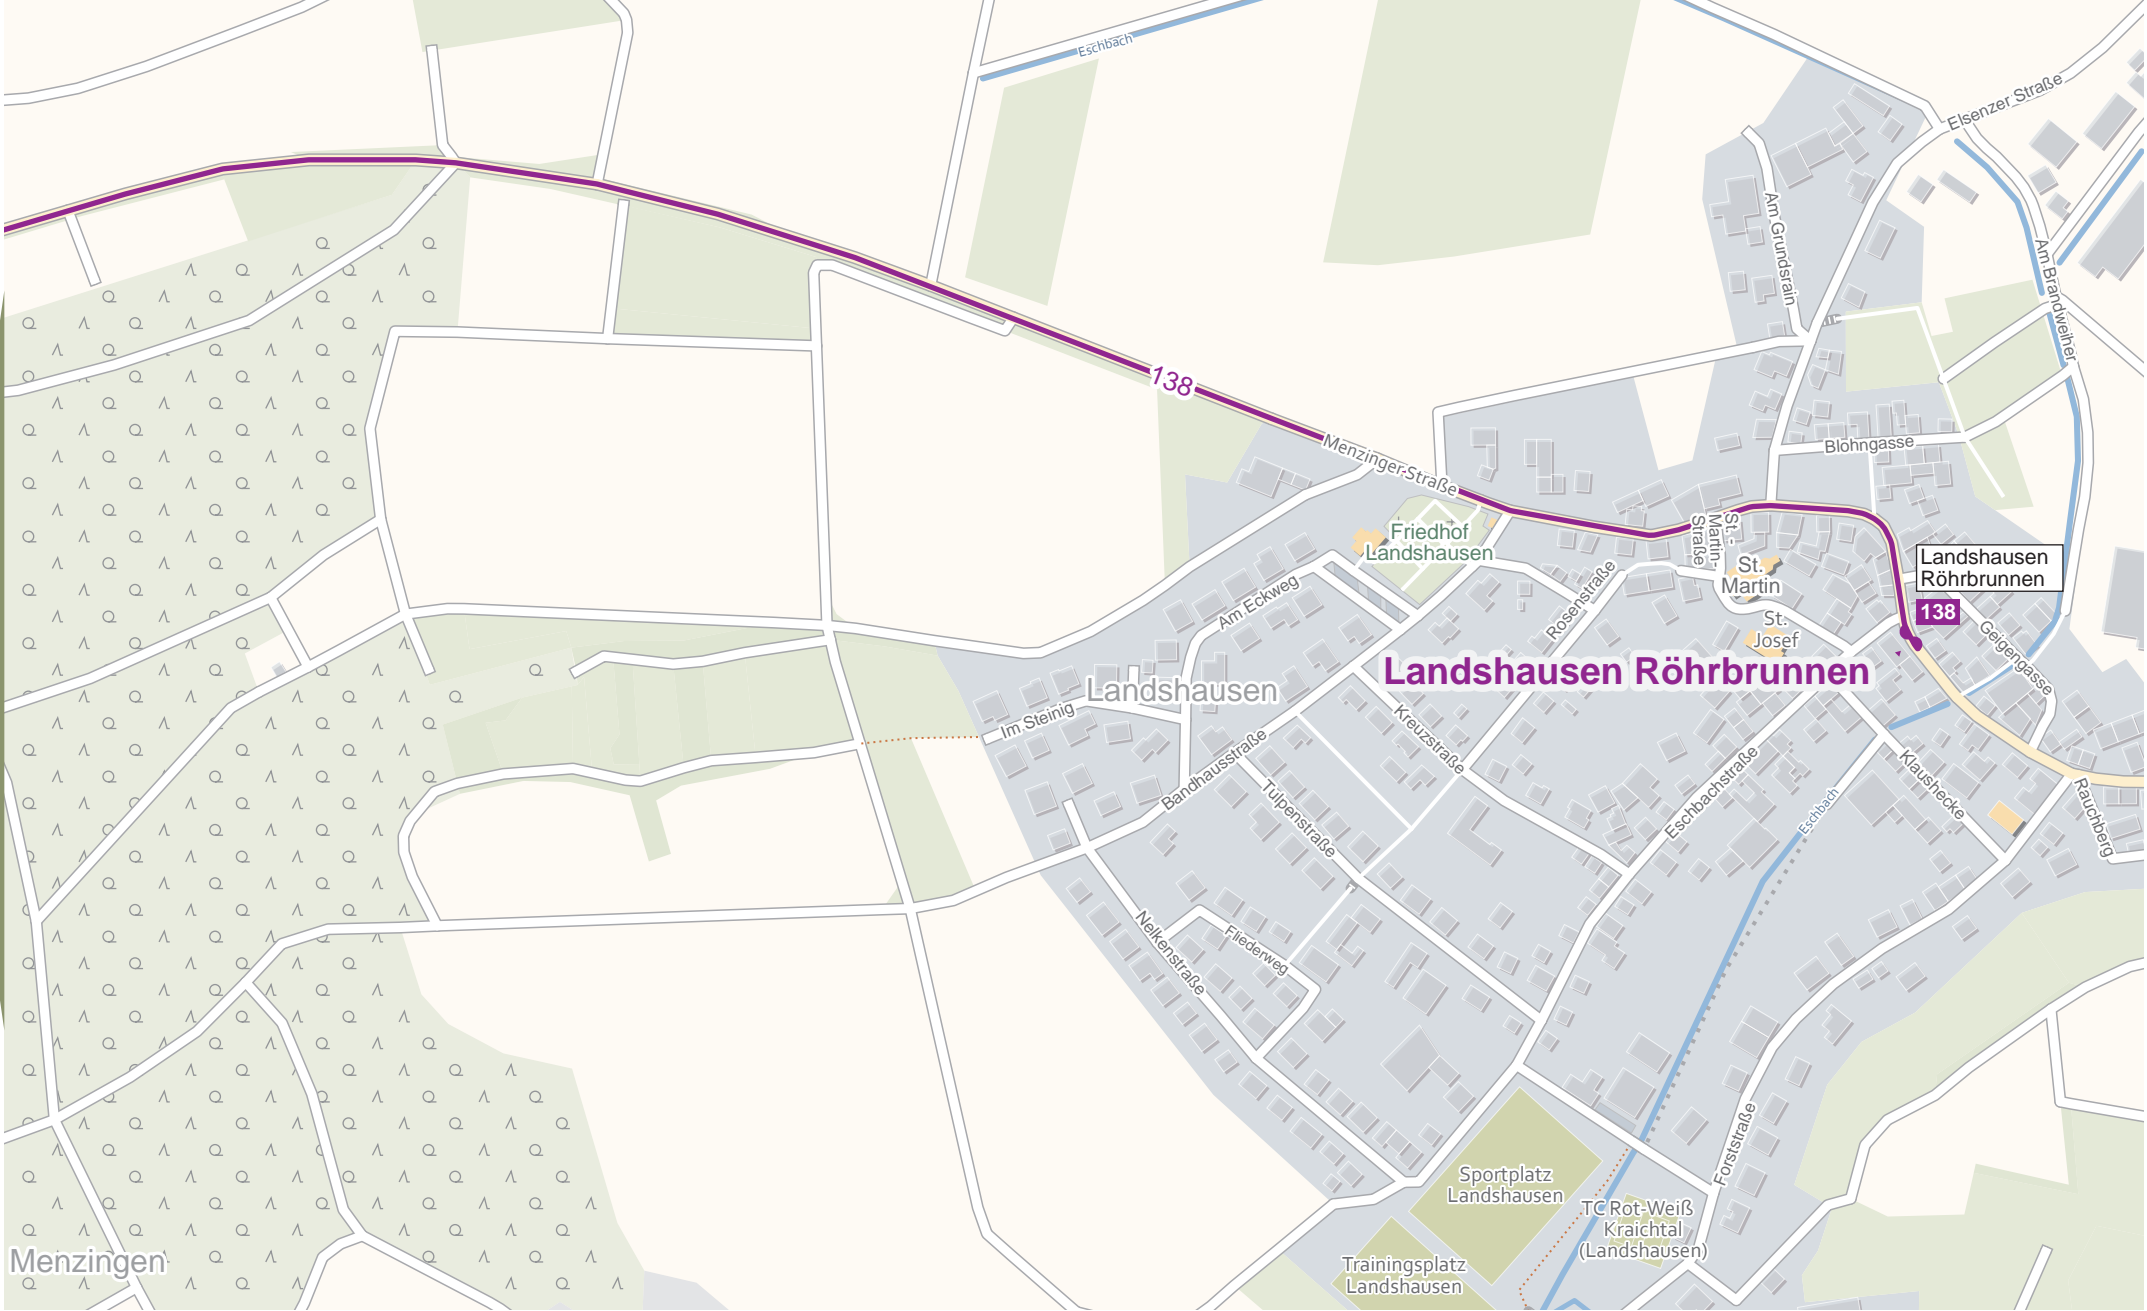 Eschbach
Elsenzer Straße
Am Grundsrain
Am Brandweiher
138
Menzinger-Straße
Blohngasse
Friedhof
Landshausen
St. -
Martin-
Straße
St.
Martin
Landshausen
Röhrbrunnen
138
St.
Josef
Geigengasse
Am Eckweg
Rosenstraße
Landshausen Röhrbrunnen
Landshausen
Im Steinig
Kreuzstraße
Bandhausstraße
Tulpenstraße
Eschbachstraße
Klaushecke
Eschbach
Rauchberg
Nelkenstraße
Fliederweg
Forststraße
Sportplatz
Landshausen
TC Rot-Weiß
Kraichtal
(Landshausen)
Trainingsplatz
Landshausen
Menzingen